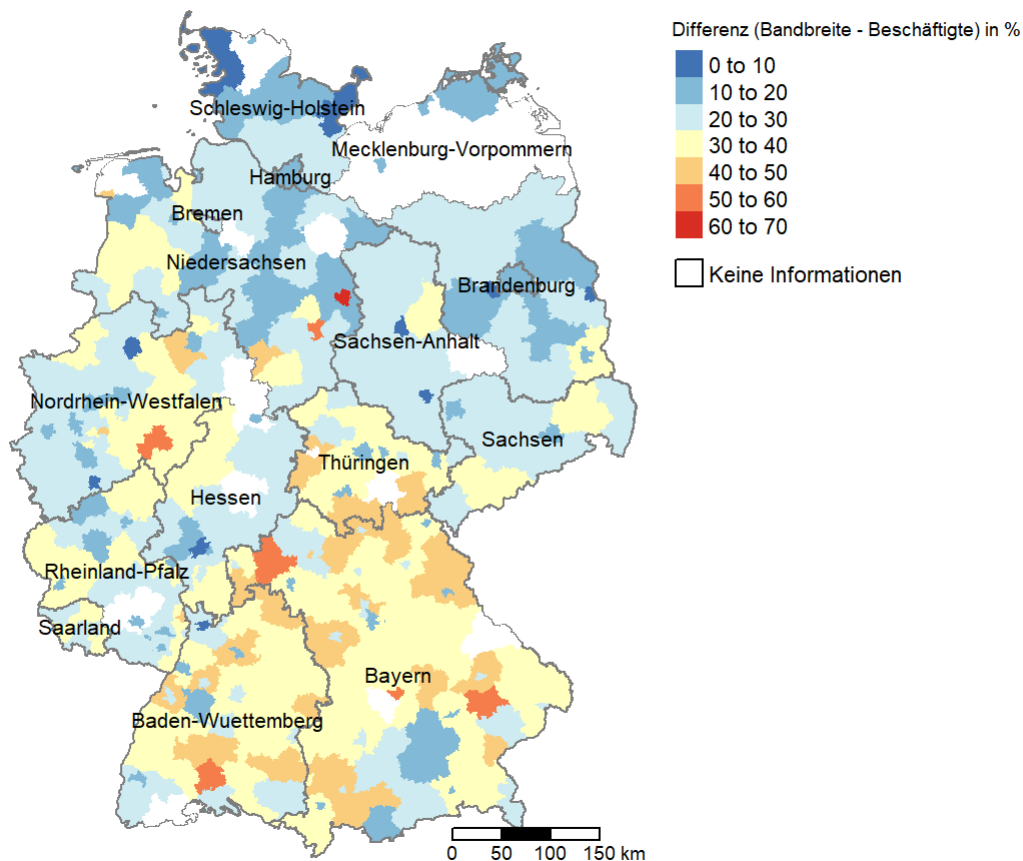 Differenz (Bandbreite - Beschäftigte) in %
0 to 10
10 to 20
20 to 30
30 to 40
40 to 50
50 to 60
60 to 70
Keine Informationen
Schleswig-Holstein
Mecklenburg-Vorpommern
Hamburg
Bremen
Niedersachsen
Brandenburg
Sachsen-Anhalt
Nordrhein-Westfalen
Sachsen
Thüringen
Hessen
Rheinland-Pfalz
Saarland
Bayern
Baden-Wuettemberg
0 50 100 150 km